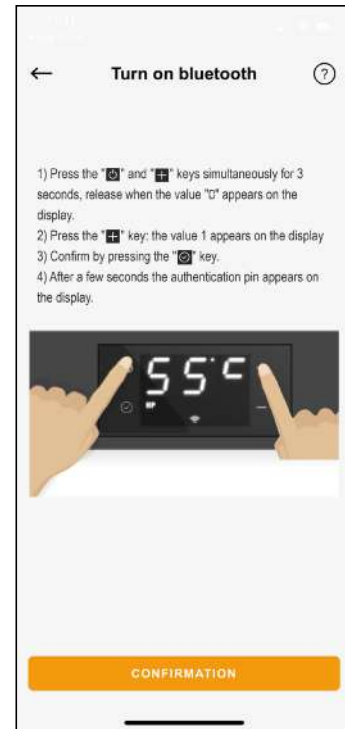 Turn on bluetooth
?
1) Press the "⏻" and "+" keys simultaneously for 3
seconds, release when the value "0" appears on the
display.
2) Press the "+" key: the value 1 appears on the display
3) Confirm by pressing the "✓" key.
4) After a few seconds the authentication pin appears on
the display.
55°C
HP
CONFIRMATION